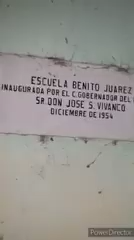 ESCUELA BENITO JUAREZ
INAUGURADA POR EL C. GOBERNADOR DEL
SR. DON JOSE S. VIVANCO
DICIEMBRE DE 1954
PowerDirector